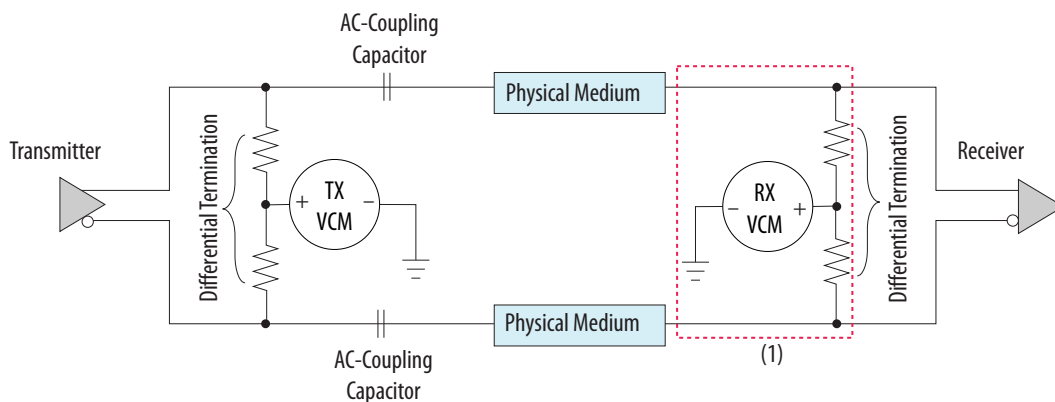 AC-Coupling
Capacitor
Physical Medium
Transmitter
Differential Termination
+
TX
VCM
−
−
RX
VCM
+
Differential Termination
Receiver
Physical Medium
(1)
AC-Coupling
Capacitor